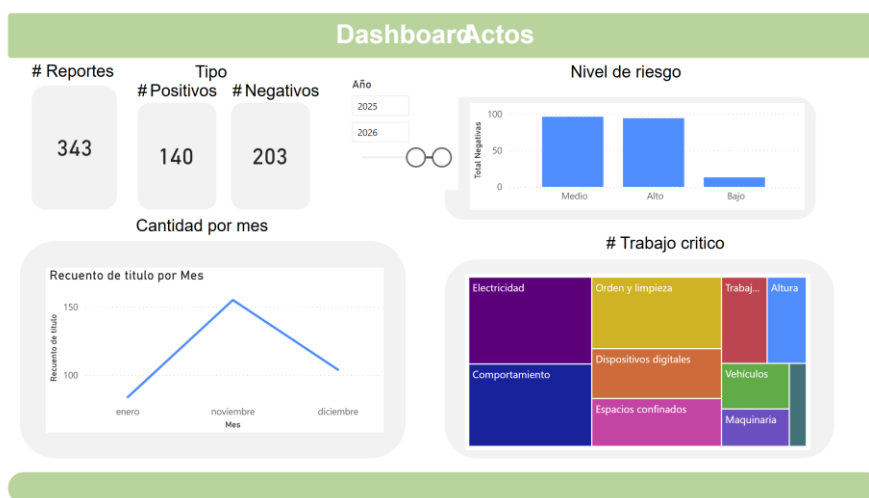 Dashboard Actos
# Reportes
Tipo
# Positivos
# Negativos
343
140
203
Año
2025
2026
Nivel de riesgo
Total Negativas
100
50
0
Medio
Alto
Bajo
Cantidad por mes
Recuento de titulo por Mes
Recuento de titulo
150
100
enero
noviembre
diciembre
Mes
# Trabajo critico
Electricidad
Comportamiento
Orden y limpieza
Dispositivos digitales
Espacios confinados
Trabaj...
Altura
Vehículos
Maquinaria